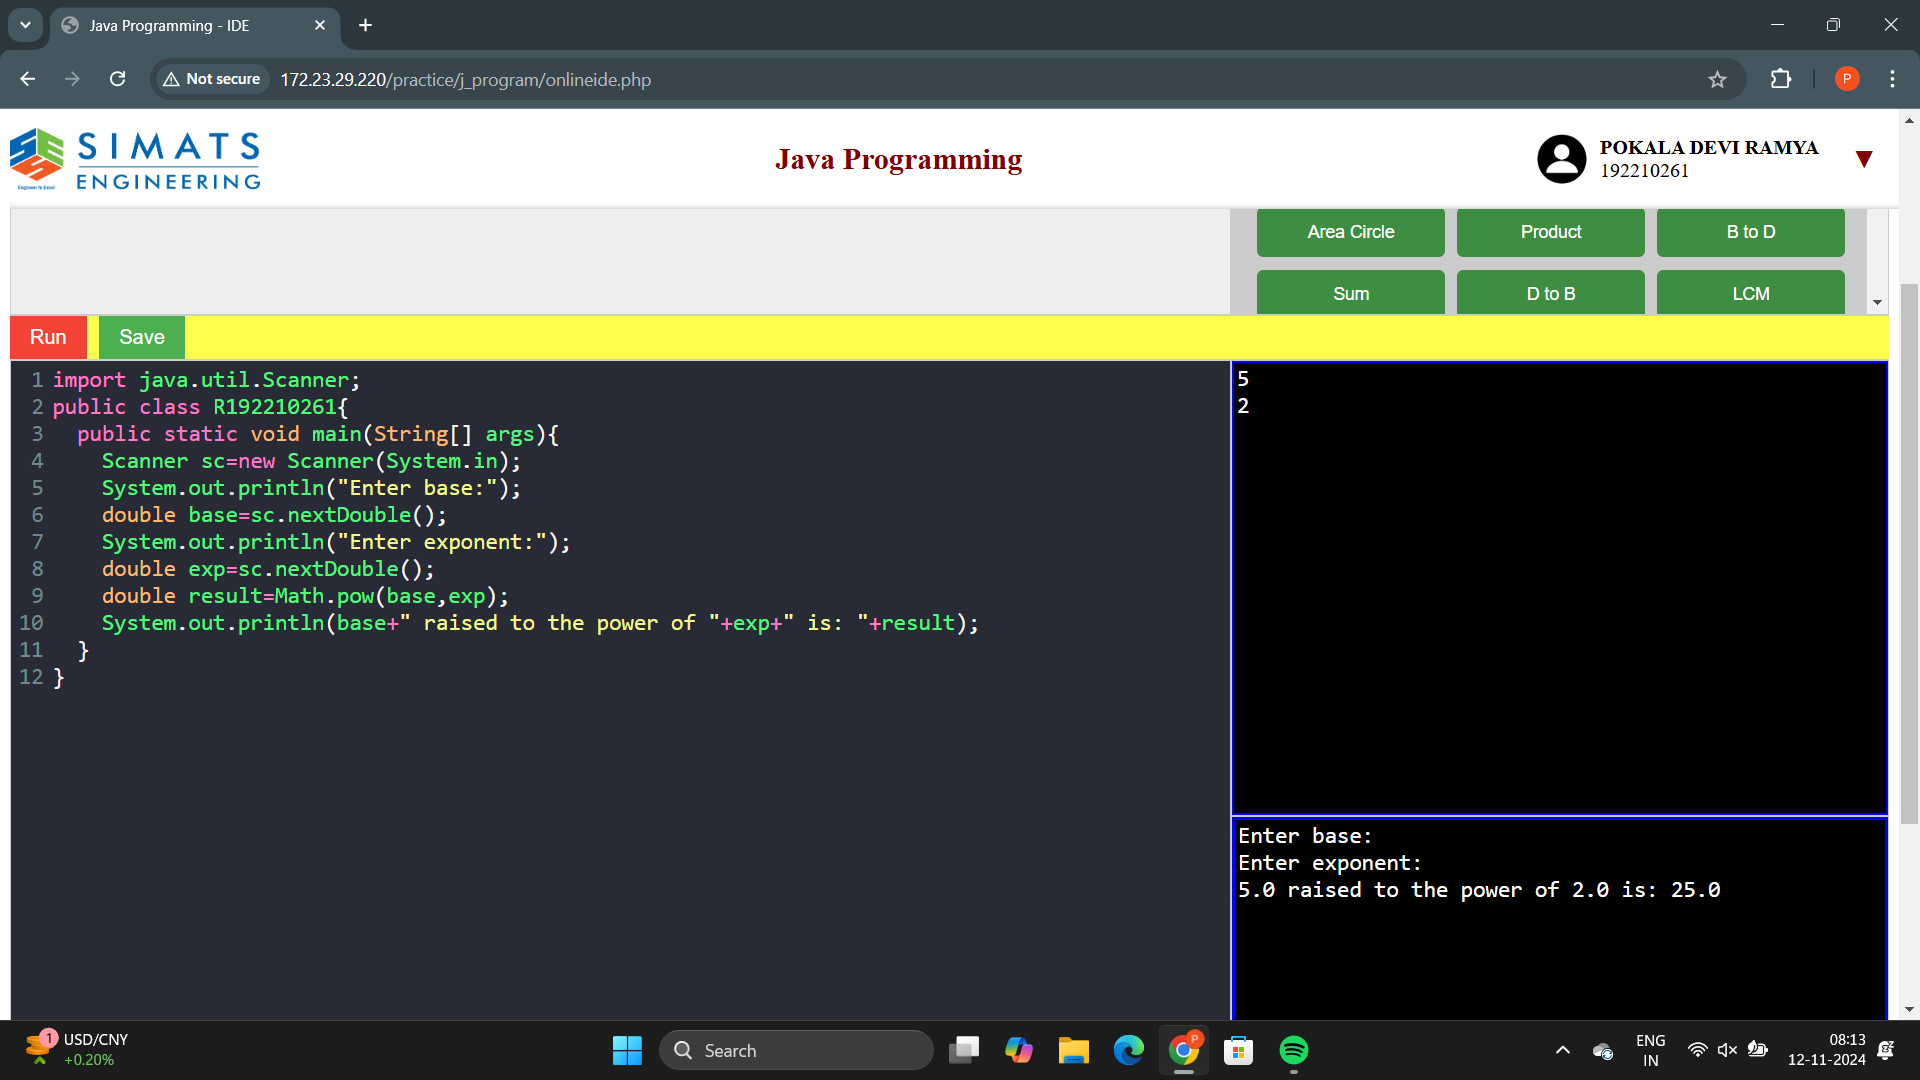 Java Programming - IDE
Not secure 172.23.29.220/practice/j_program/onlineide.php
P
SIMATS
ENGINEERING
Engineer to Excel
Java Programming
POKALA DEVI RAMYA
192210261
Area Circle Product B to D
Sum D to B LCM
Run Save
1 import java.util.Scanner;
2 public class R192210261{
3 public static void main(String[] args){
4 Scanner sc=new Scanner(System.in);
5 System.out.println("Enter base:");
6 double base=sc.nextDouble();
7 System.out.println("Enter exponent:");
8 double exp=sc.nextDouble();
9 double result=Math.pow(base,exp);
10 System.out.println(base+" raised to the power of "+exp+" is: "+result);
11 }
12 }
5
2
Enter base:
Enter exponent:
5.0 raised to the power of 2.0 is: 25.0
1
USD/CNY
+0.20%
Search
P
ENG
IN
08:13
12-11-2024